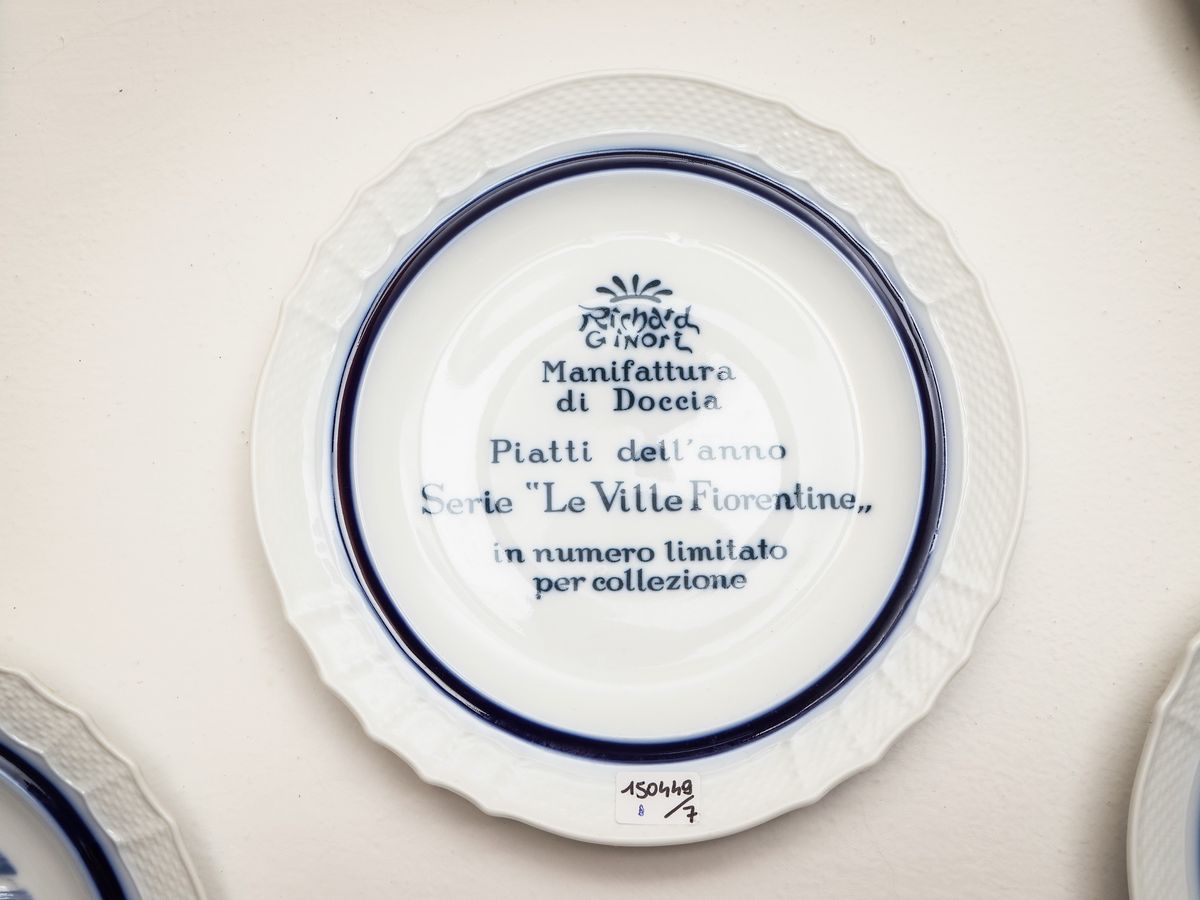 Richard
GiNori
Manifattura
di Doccia
Piatti dell'anno
Serie "Le Ville Fiorentine„
in numero limitato
per collezione
150449
/7